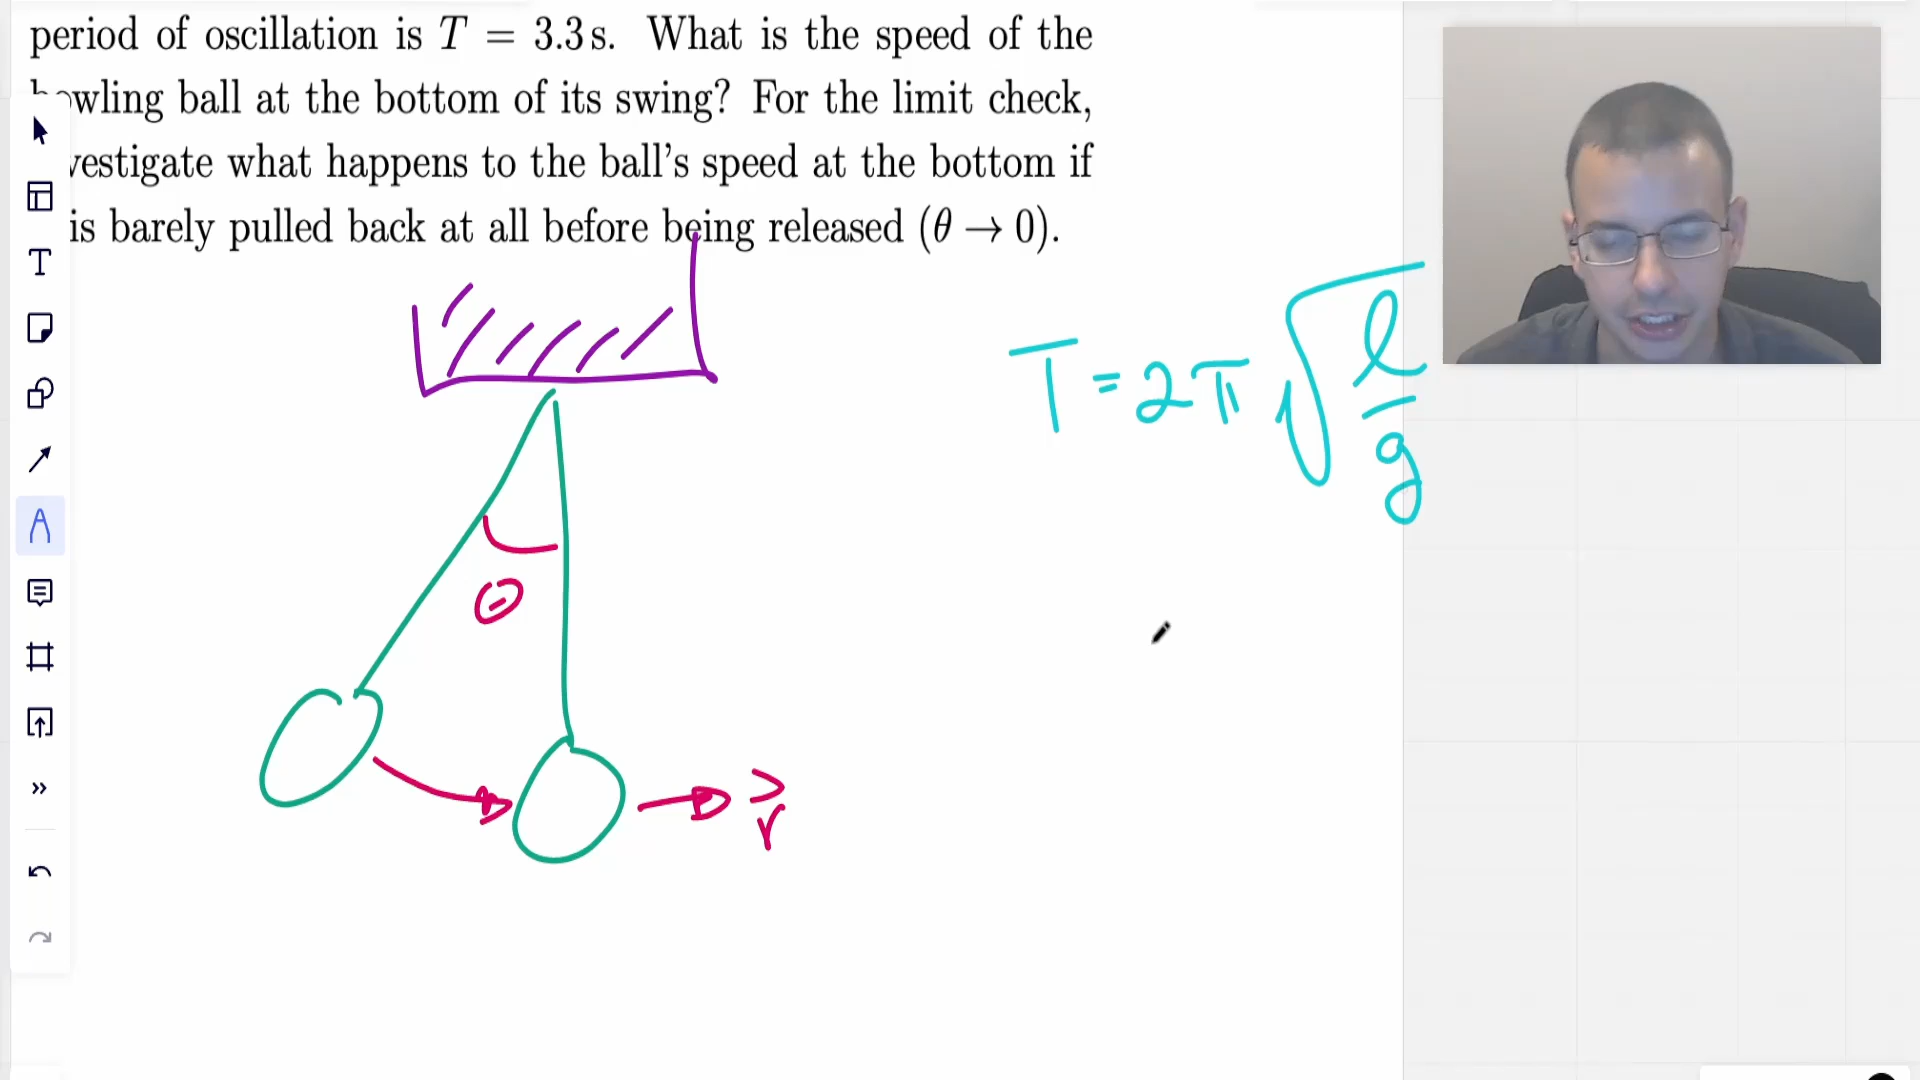 period of oscillation is T = 3.3 s. What is the speed of the
bowling ball at the bottom of its swing? For the limit check,
vestigate what happens to the ball's speed at the bottom if
is barely pulled back at all before being released (θ → 0).
T = 2π √(l/g)
θ
T